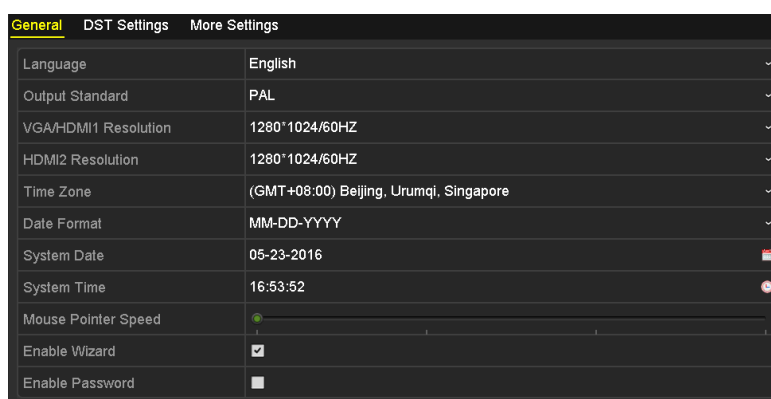 General DST Settings More Settings
Language English
Output Standard PAL
VGA/HDMI1 Resolution 1280*1024/60HZ
HDMI2 Resolution 1280*1024/60HZ
Time Zone (GMT+08:00) Beijing, Urumqi, Singapore
Date Format MM-DD-YYYY
System Date 05-23-2016
System Time 16:53:52
Mouse Pointer Speed
Enable Wizard
Enable Password